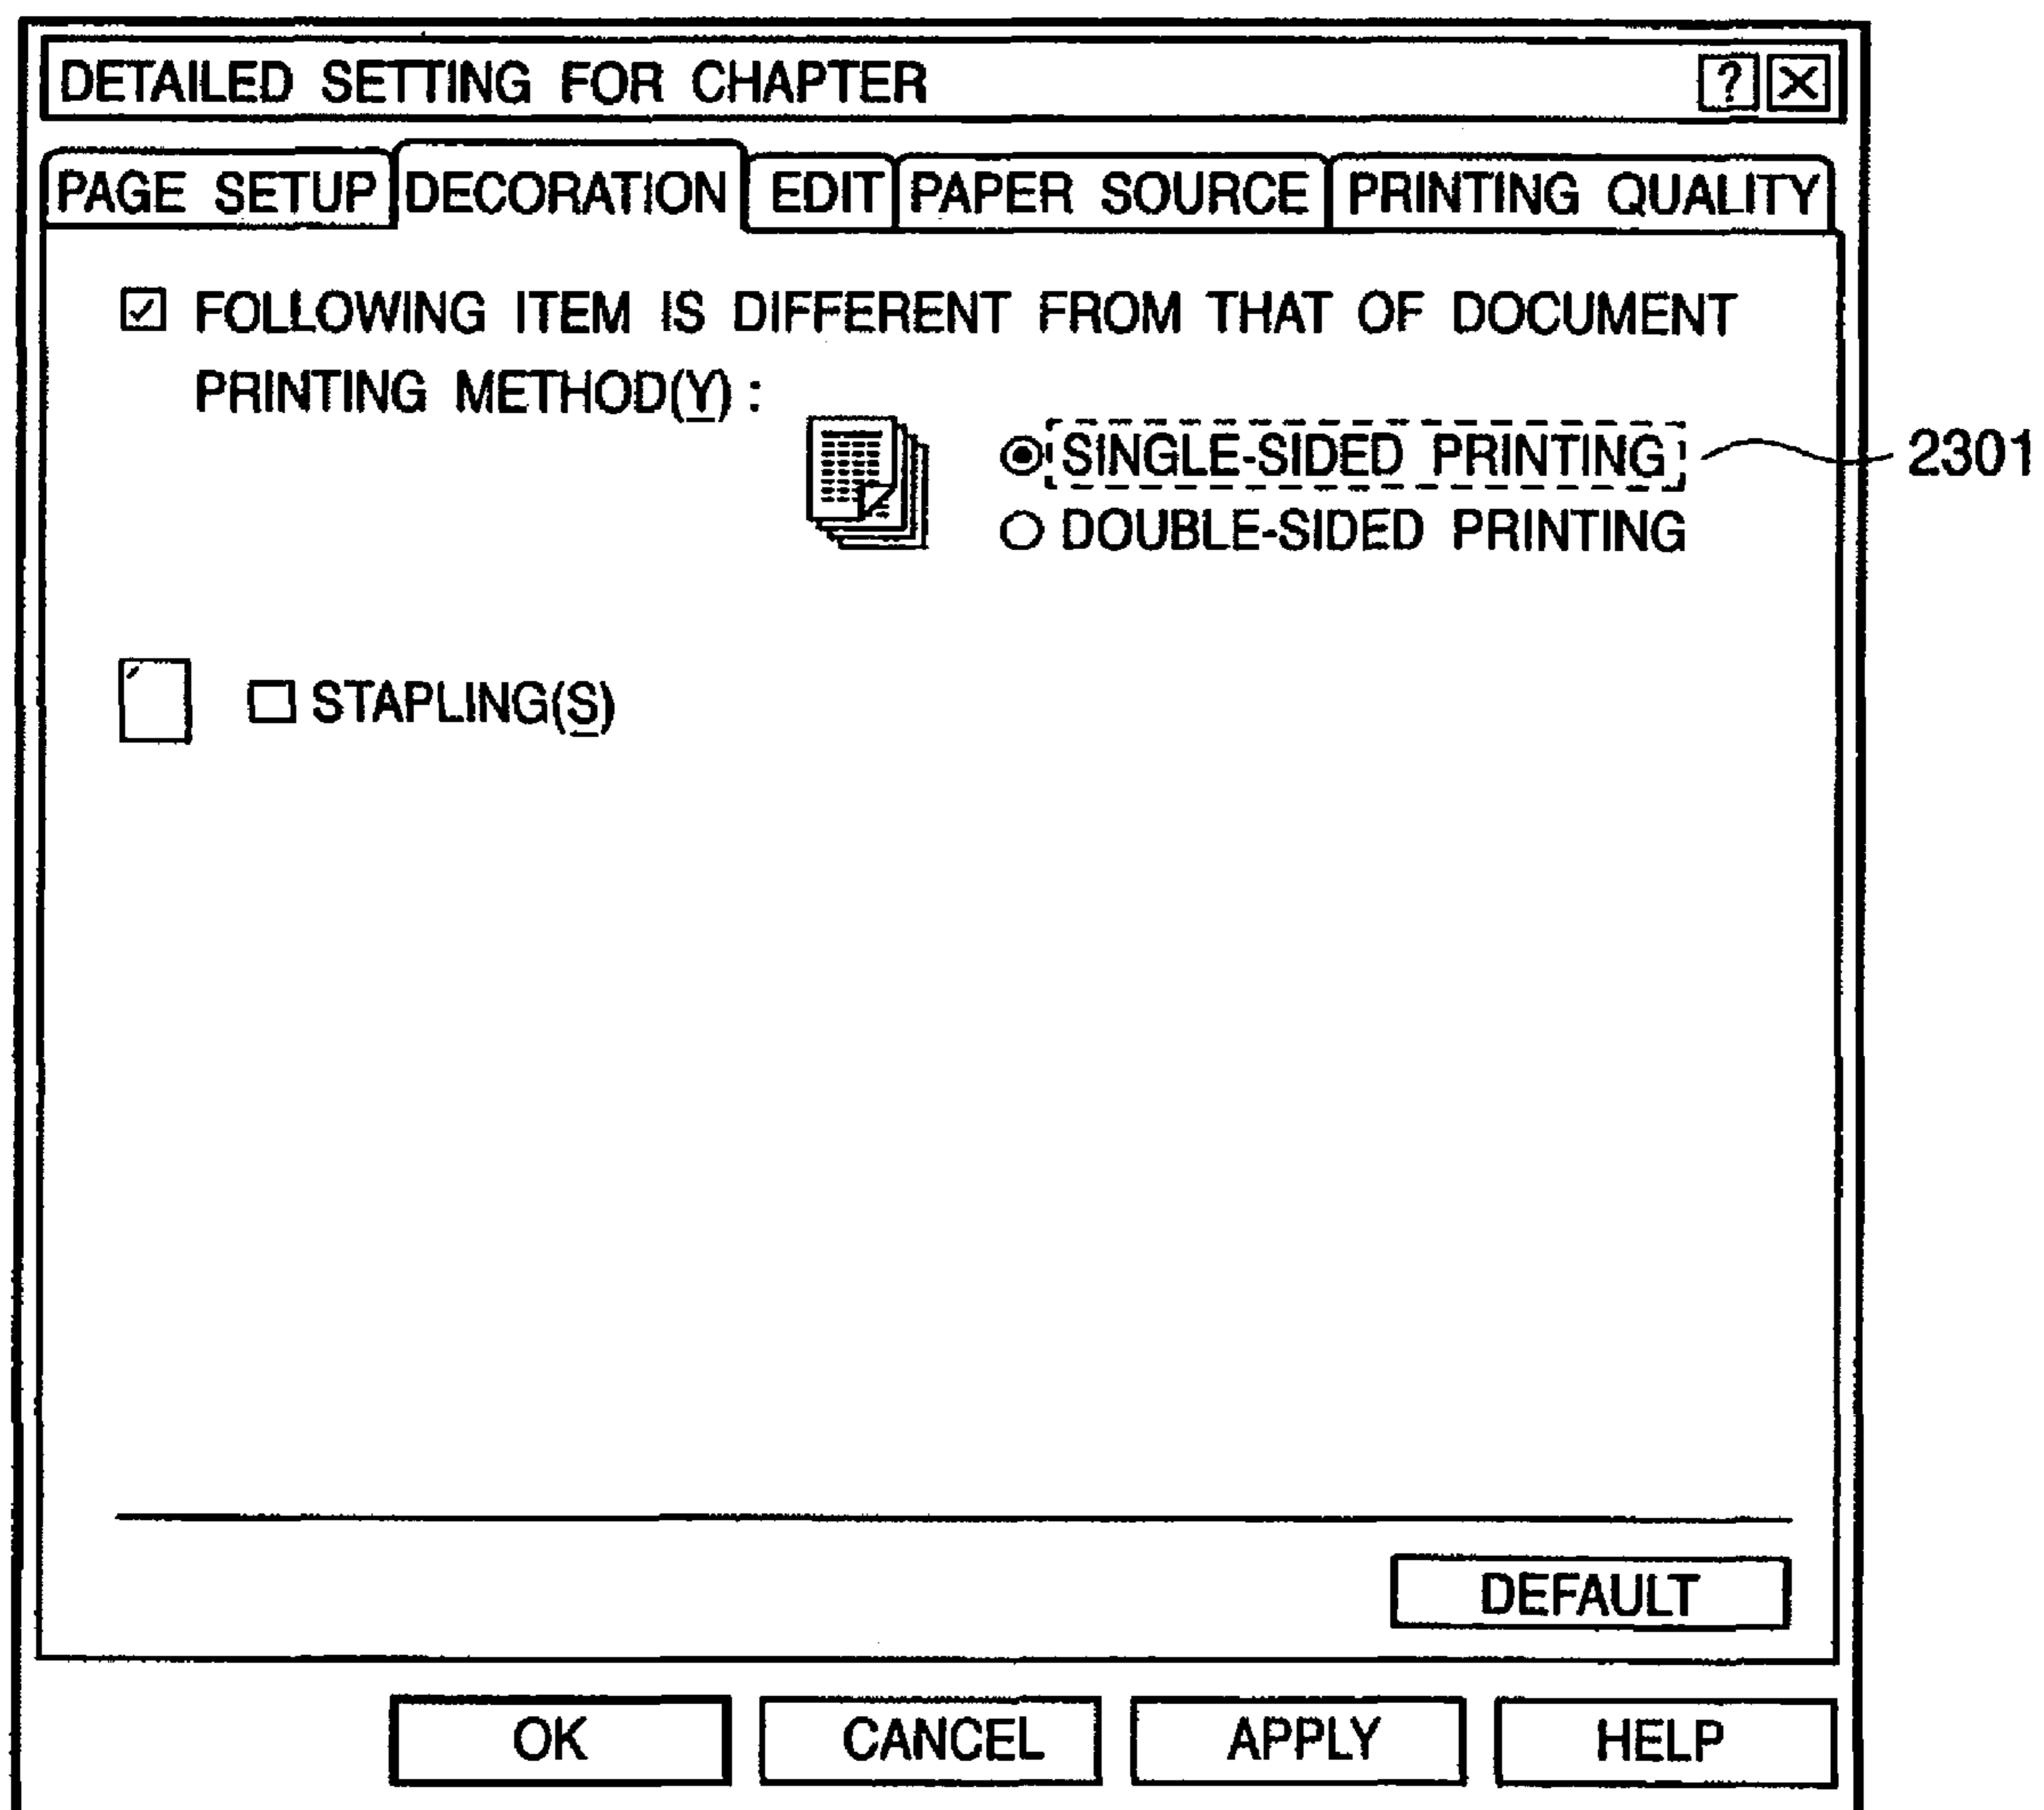 DETAILED SETTING FOR CHAPTER ? X
PAGE SETUP DECORATION EDIT PAPER SOURCE PRINTING QUALITY
FOLLOWING ITEM IS DIFFERENT FROM THAT OF DOCUMENT
PRINTING METHOD(Y) :
SINGLE-SIDED PRINTING 2301
DOUBLE-SIDED PRINTING
STAPLING(S)
DEFAULT
OK CANCEL APPLY HELP